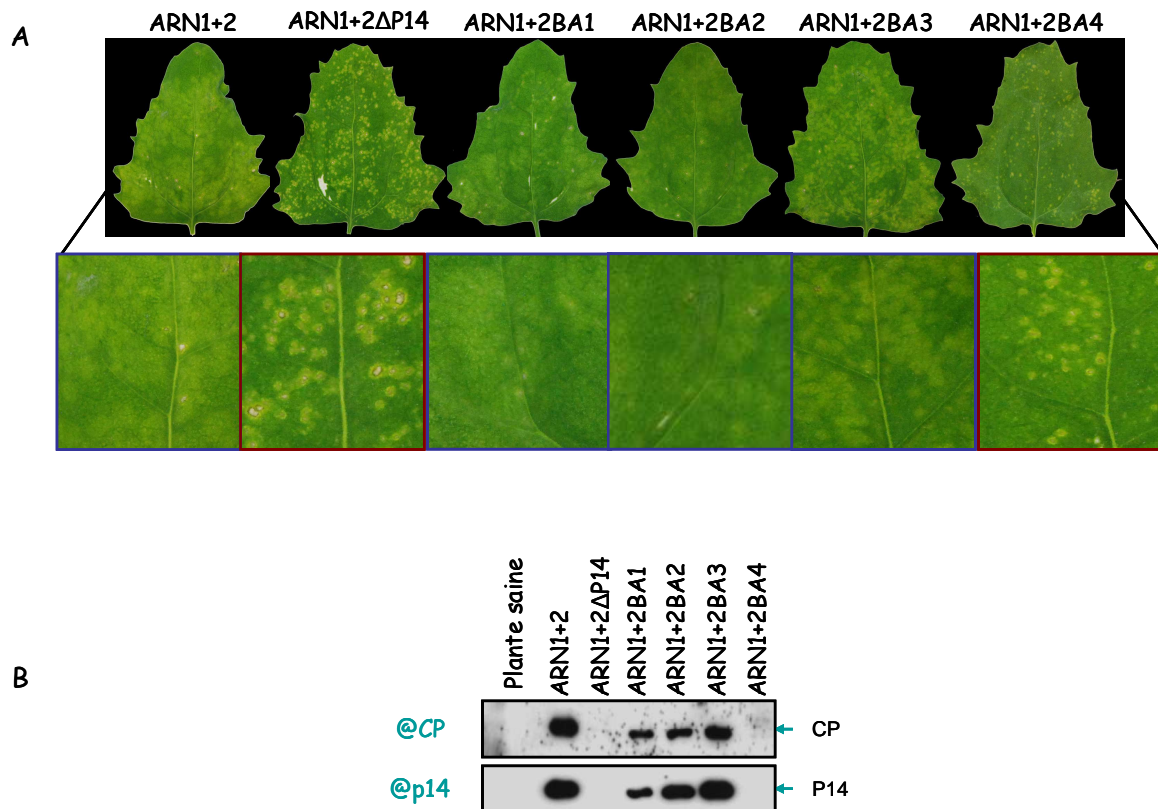 A
ARN1+2 ARN1+2ΔP14 ARN1+2BA1 ARN1+2BA2 ARN1+2BA3 ARN1+2BA4
B
Plante saine
ARN1+2
ARN1+2ΔP14
ARN1+2BA1
ARN1+2BA2
ARN1+2BA3
ARN1+2BA4
@CP CP
@p14 P14